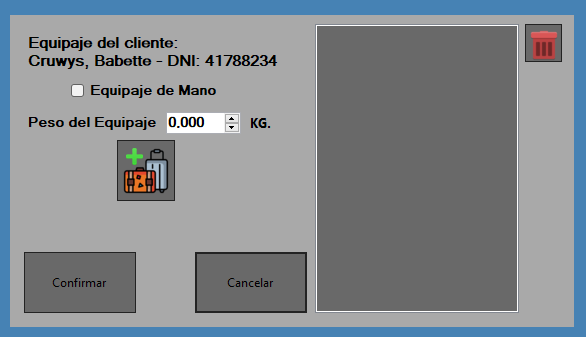 Equipaje del cliente:
Cruwys, Babette - DNI: 41788234
Equipaje de Mano
Peso del Equipaje 0,000 KG.
Confirmar
Cancelar